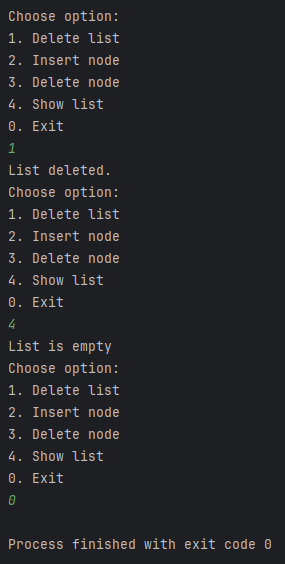 Choose option:
1. Delete list
2. Insert node
3. Delete node
4. Show list
0. Exit
1
List deleted.
Choose option:
1. Delete list
2. Insert node
3. Delete node
4. Show list
0. Exit
4
List is empty
Choose option:
1. Delete list
2. Insert node
3. Delete node
4. Show list
0. Exit
0
Process finished with exit code 0